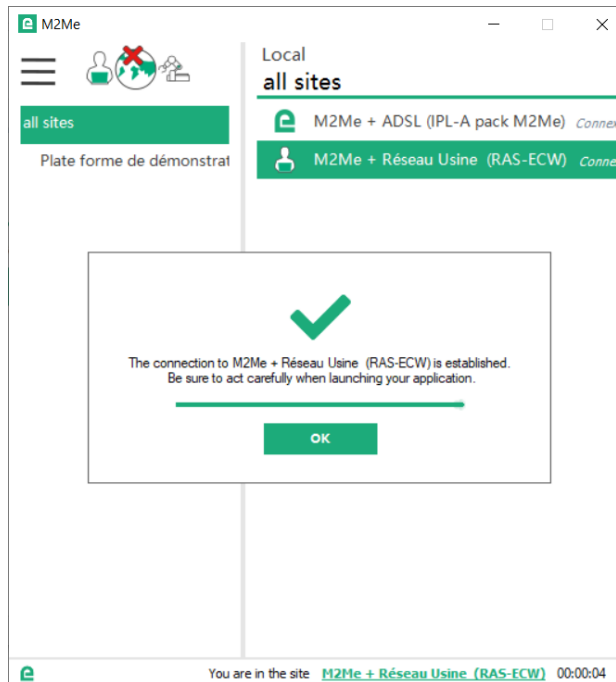 M2Me
Local
all sites
all sites
Plate forme de démonstrat
M2Me + ADSL (IPL-A pack M2Me) Connex
M2Me + Réseau Usine (RAS-ECW) Conne
The connection to M2Me + Réseau Usine (RAS-ECW) is established.
Be sure to act carefully when launching your application.
OK
You are in the site M2Me + Réseau Usine (RAS-ECW) 00:00:04